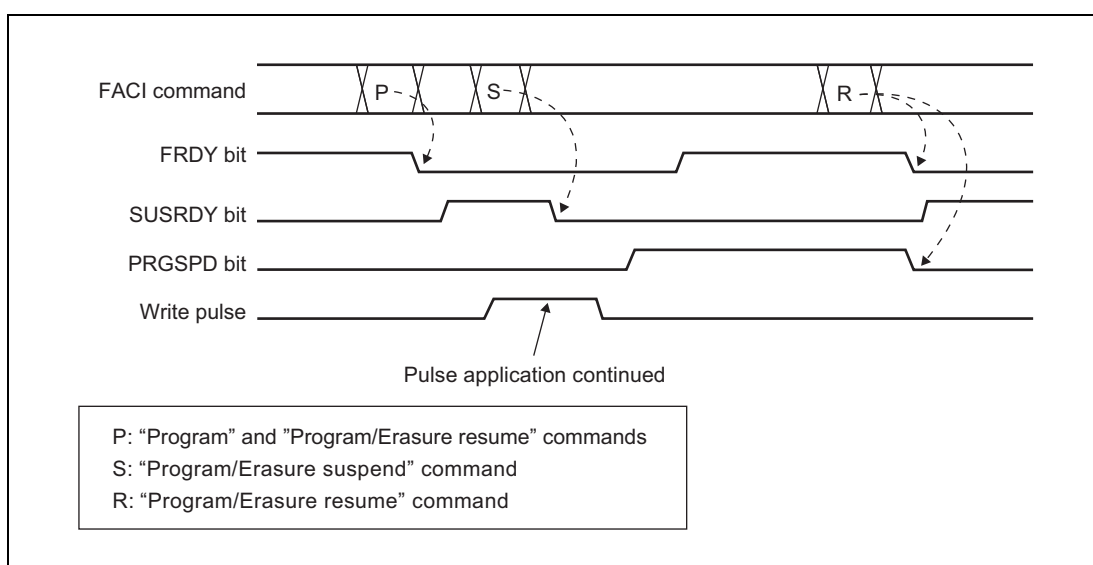 FACI command
P
S
R
FRDY bit
SUSRDY bit
PRGSPD bit
Write pulse
Pulse application continued
P: “Program” and ”Program/Erasure resume” commands
S: “Program/Erasure suspend” command
R: “Program/Erasure resume” command